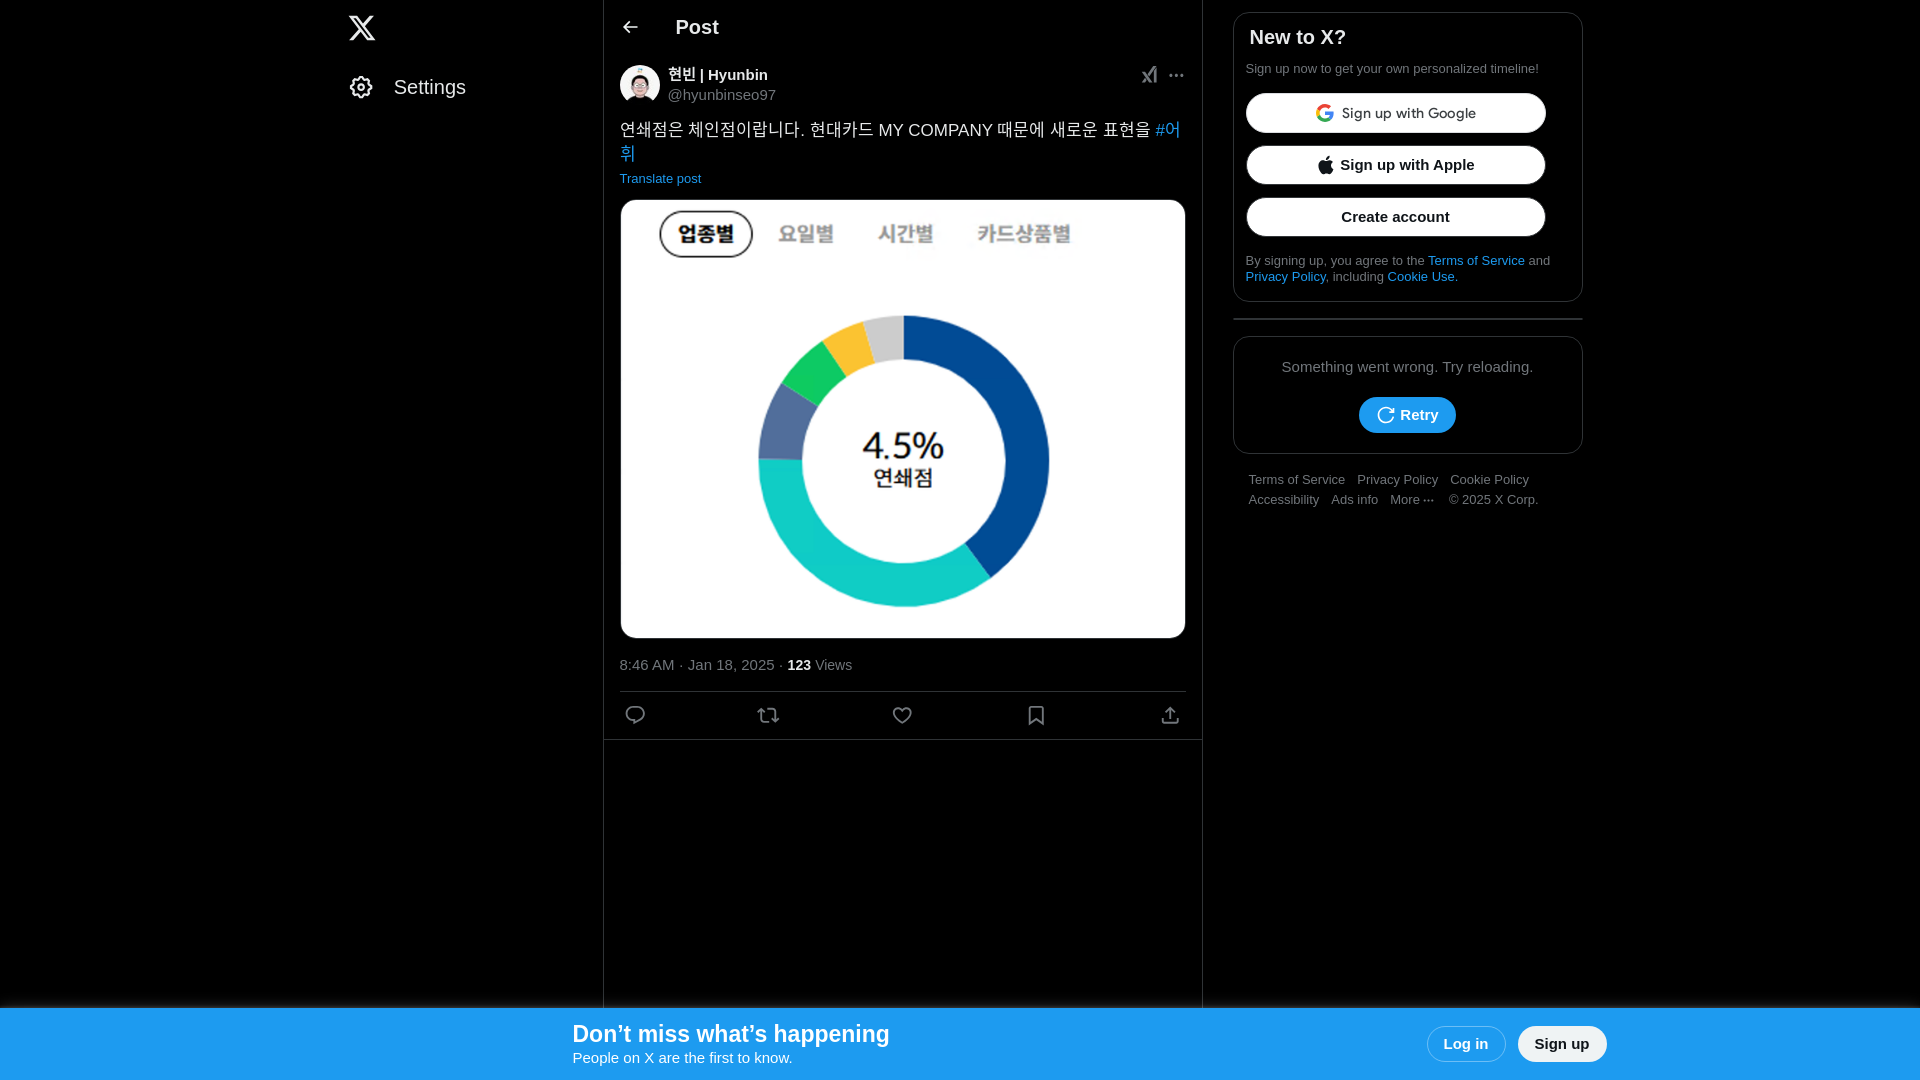 Post
Settings
현빈 | Hyunbin
@hyunbinseo97
연쇄점은 체인점이랍니다. 현대카드 MY COMPANY 때문에 새로운 표현을 #어
휘
Translate post
업종별 요일별 시간별 카드상품별
4.5%
연쇄점
8:46 AM · Jan 18, 2025 · 123 Views
New to X?
Sign up now to get your own personalized timeline!
Sign up with Google
Sign up with Apple
Create account
By signing up, you agree to the Terms of Service and
Privacy Policy, including Cookie Use.
Something went wrong. Try reloading.
Retry
Terms of Service Privacy Policy Cookie Policy
Accessibility Ads info More ··· © 2025 X Corp.
Don’t miss what’s happening
People on X are the first to know.
Log in
Sign up